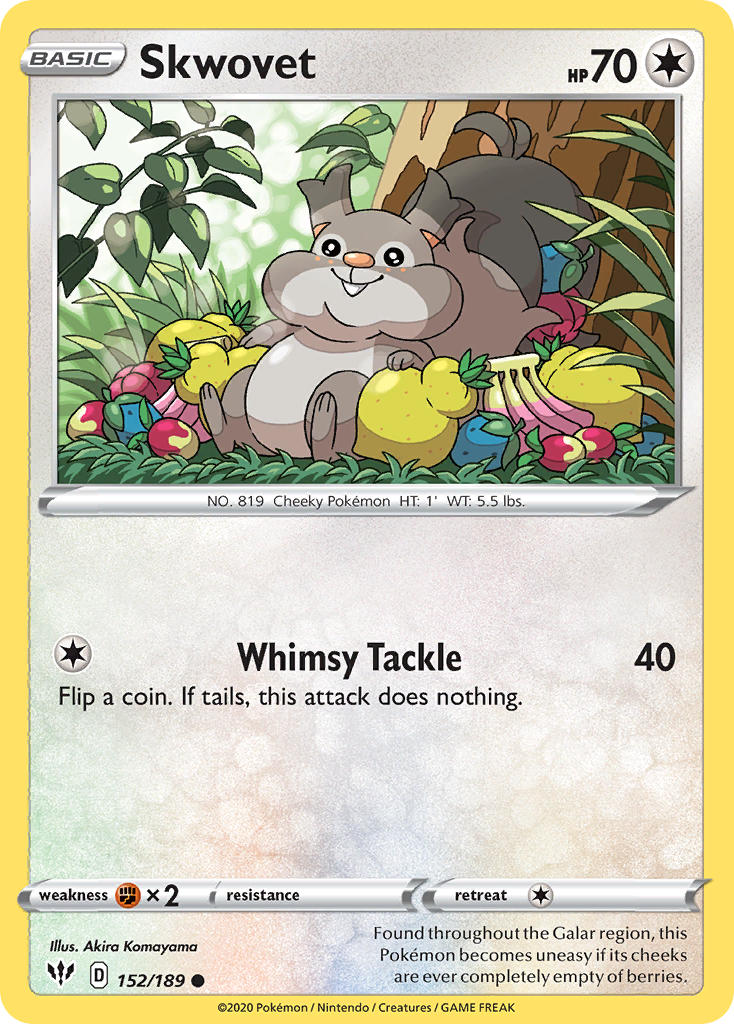 BASIC Skwovet HP 70
NO. 819 Cheeky Pokémon HT: 1' WT: 5.5 lbs.
Whimsy Tackle 40
Flip a coin. If tails, this attack does nothing.
weakness ×2 resistance retreat
Illus. Akira Komayama
Found throughout the Galar region, this
Pokémon becomes uneasy if its cheeks
are ever completely empty of berries.
D 152/189
©2020 Pokémon / Nintendo / Creatures / GAME FREAK